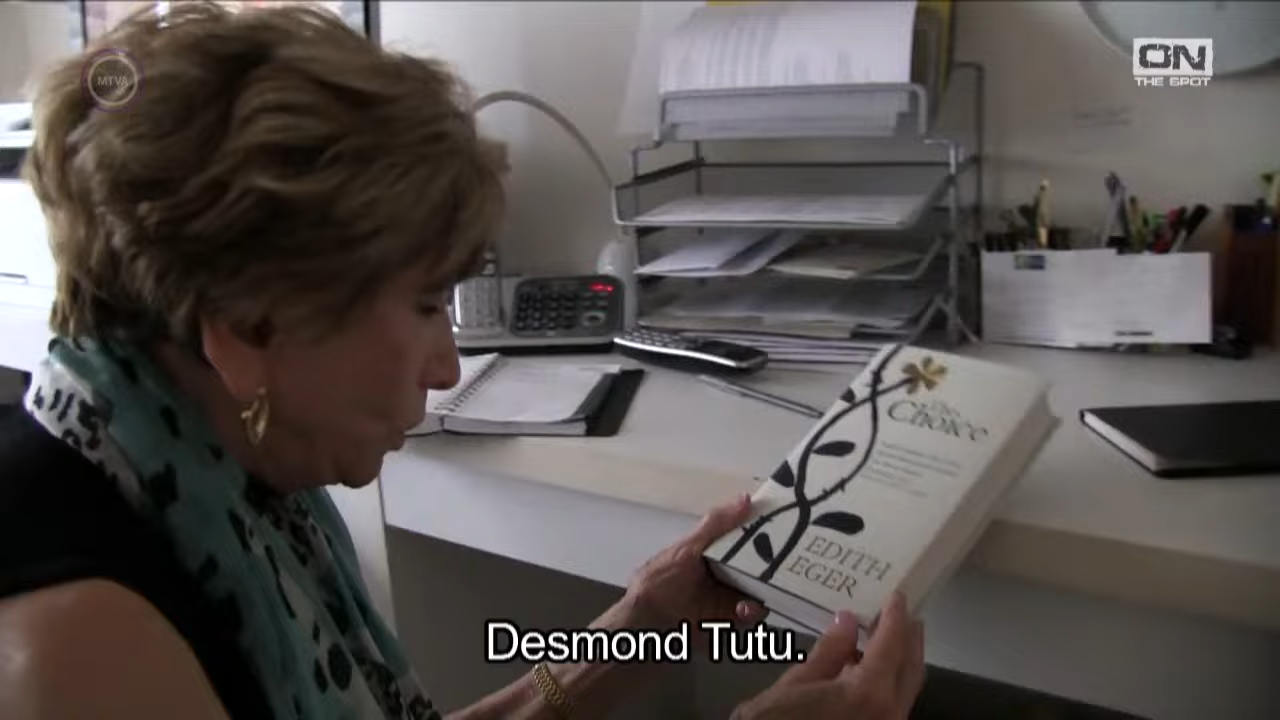 MTVA
ON
THE SPOT
The
Choice
EDITH
EGER
Desmond Tutu.